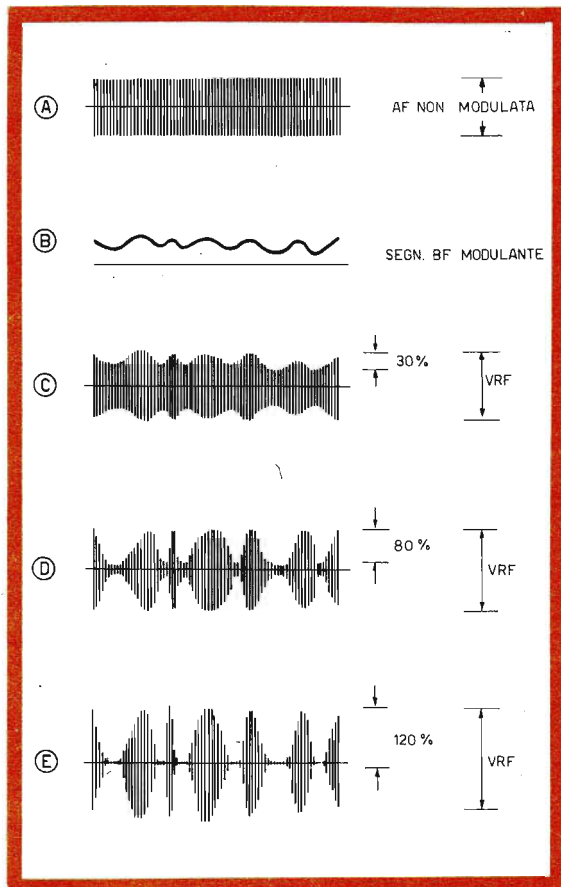 A
AF NON MODULATA
B
SEGN. BF MODULANTE
C
30%
VRF
D
80%
VRF
E
120%
VRF